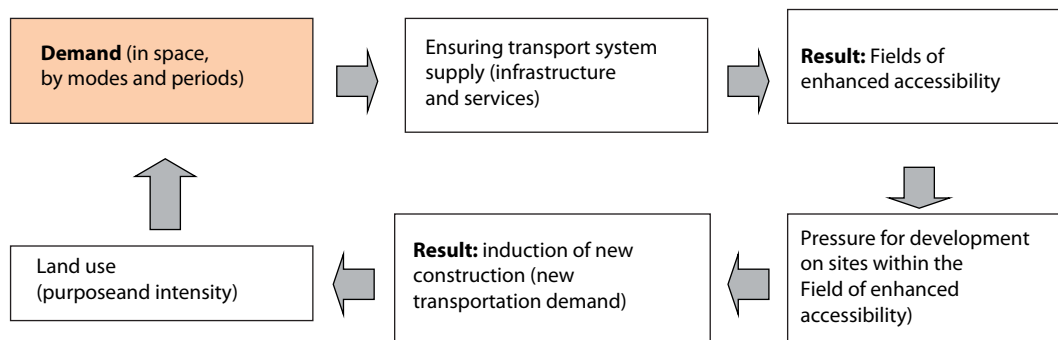 Demand (in space,
by modes and periods)
Ensuring transport system
supply (infrastructure
and services)
Result: Fields of
enhanced accessibility
Pressure for development
on sites within the
Field of enhanced
accessibility)
Result: induction of new
construction (new
transportation demand)
Land use
(purposeand intensity)